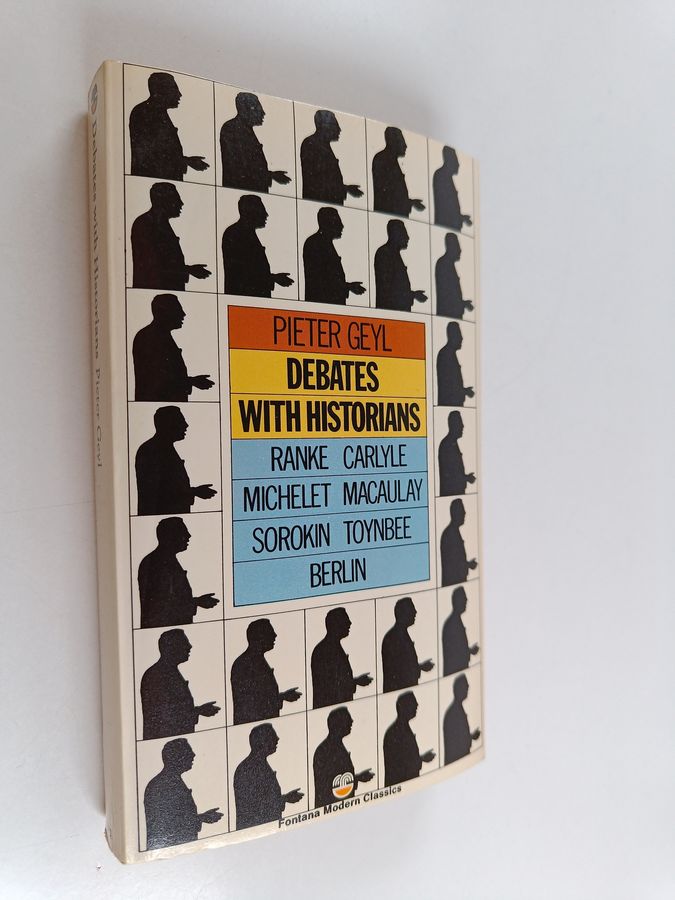 PIETER GEYL
DEBATES
WITH HISTORIANS
RANKE CARLYLE
MICHELET MACAULAY
SOROKIN TOYNBEE
BERLIN
Fontana Modern Classics
Debates with Historians Pieter Geyl